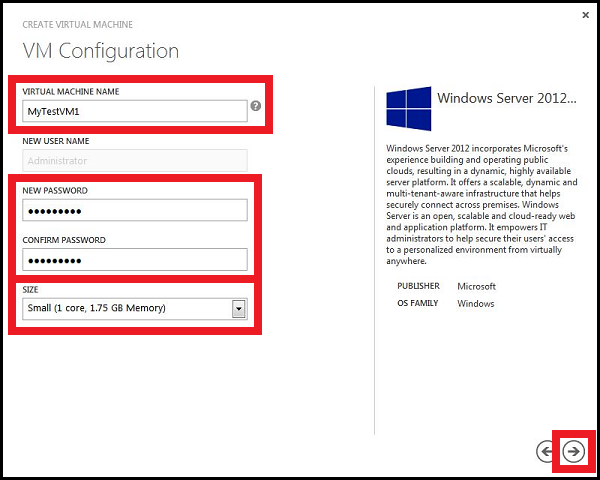 CREATE VIRTUAL MACHINE
VM Configuration
VIRTUAL MACHINE NAME
MyTestVM1
NEW USER NAME
Administrator
NEW PASSWORD
●●●●●●●●●
CONFIRM PASSWORD
●●●●●●●●●
SIZE
Small (1 core, 1.75 GB Memory)
Windows Server 2012...
Windows Server 2012 incorporates Microsoft's
experience building and operating public
clouds, resulting in a dynamic, highly available
server platform. It offers a scalable, dynamic and
multi-tenant-aware infrastructure that helps
securely connect across premises. Windows
Server is an open, scalable and cloud-ready web
and application platform. It empowers IT
administrators to help secure their users' access
to a personalized environment from virtually
anywhere.
PUBLISHER Microsoft
OS FAMILY Windows